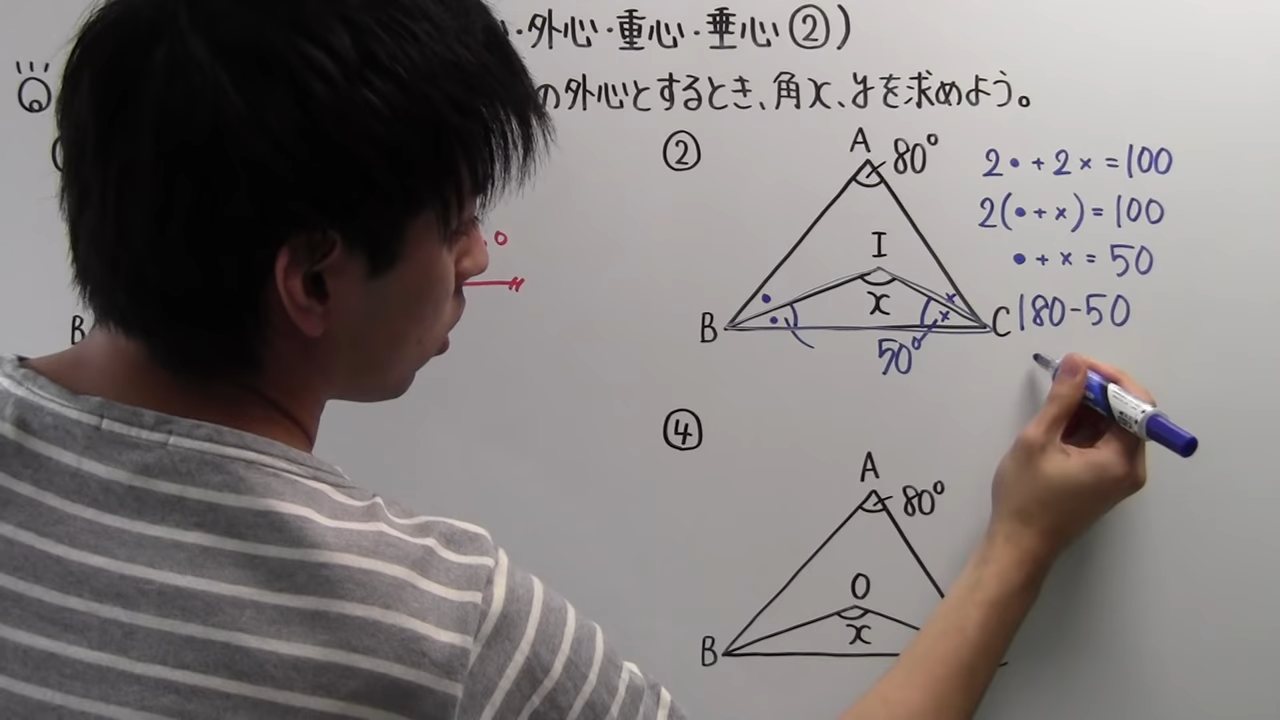 ・外心・重心・垂心②)
の外心とするとき、角x、yを求めよう。
②
A
80°
I
x
B
C
50°
2・+2×=100
2(・+×)=100
・+×=50
180-50
B
④
A
80°
O
x
B